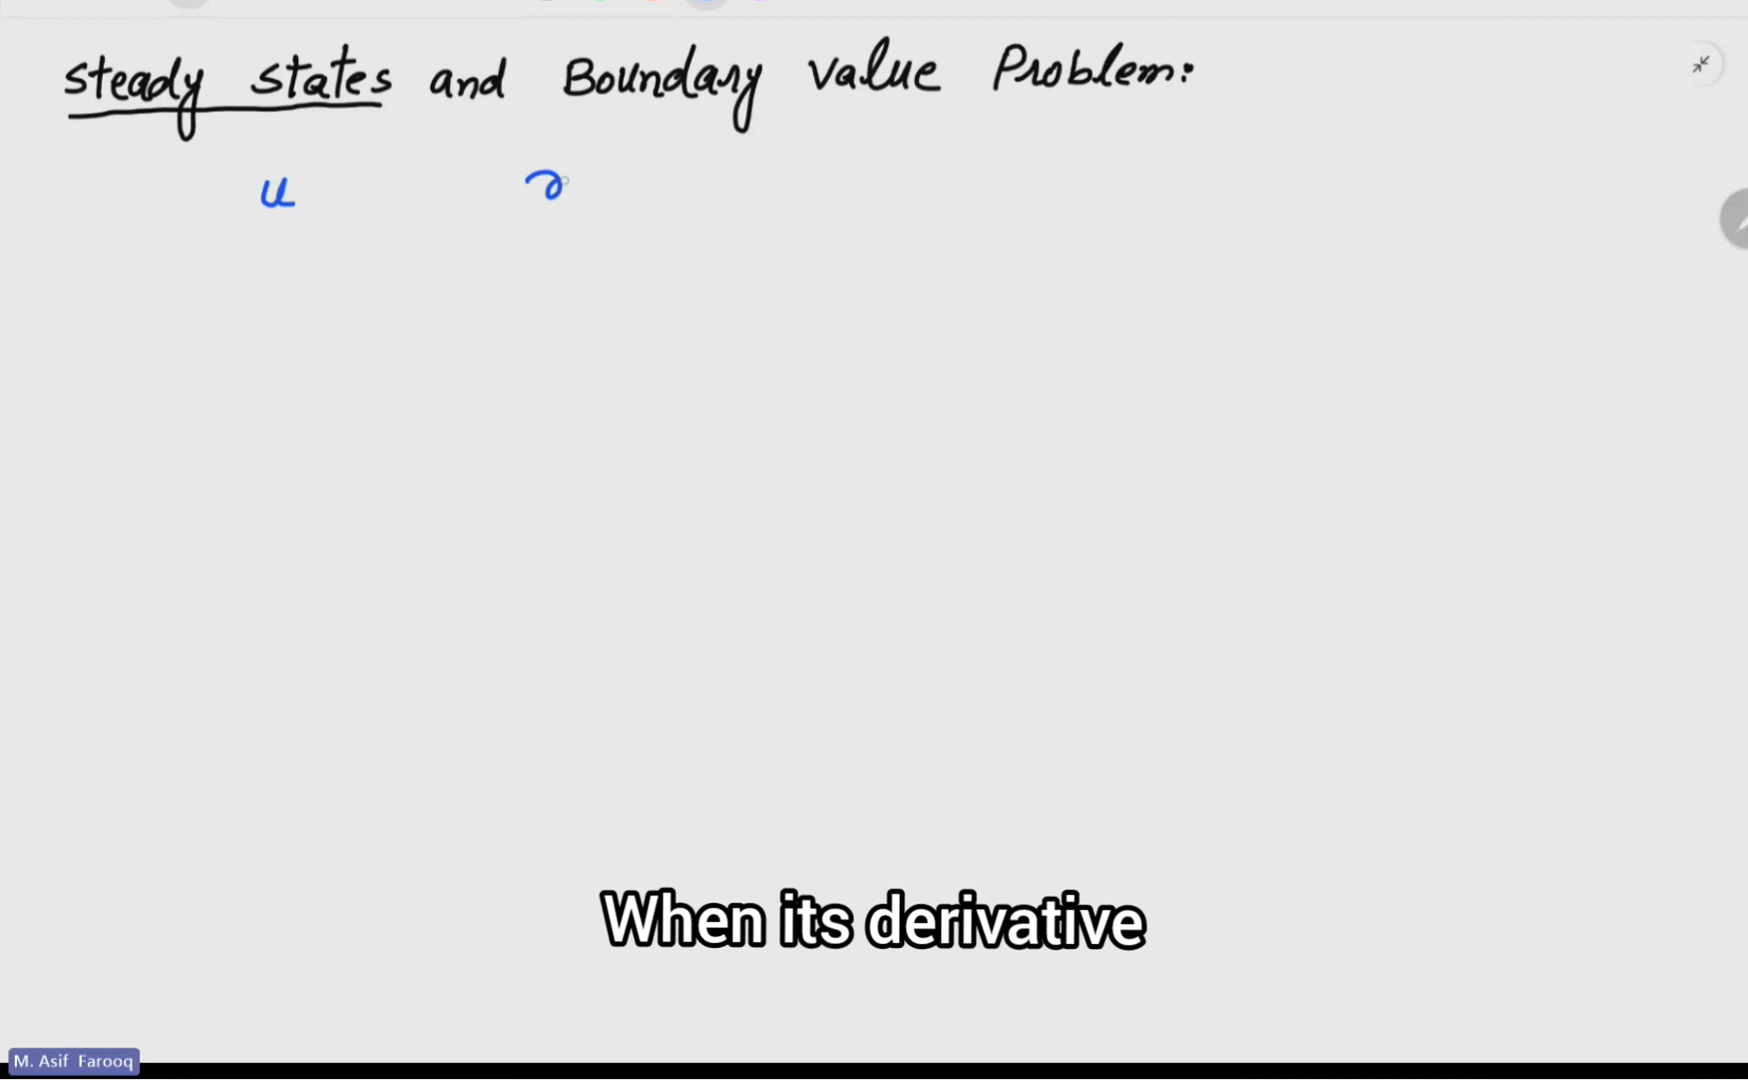 steady states and Boundary value Problem:
u ∂
When its derivative
M. Asif Farooq